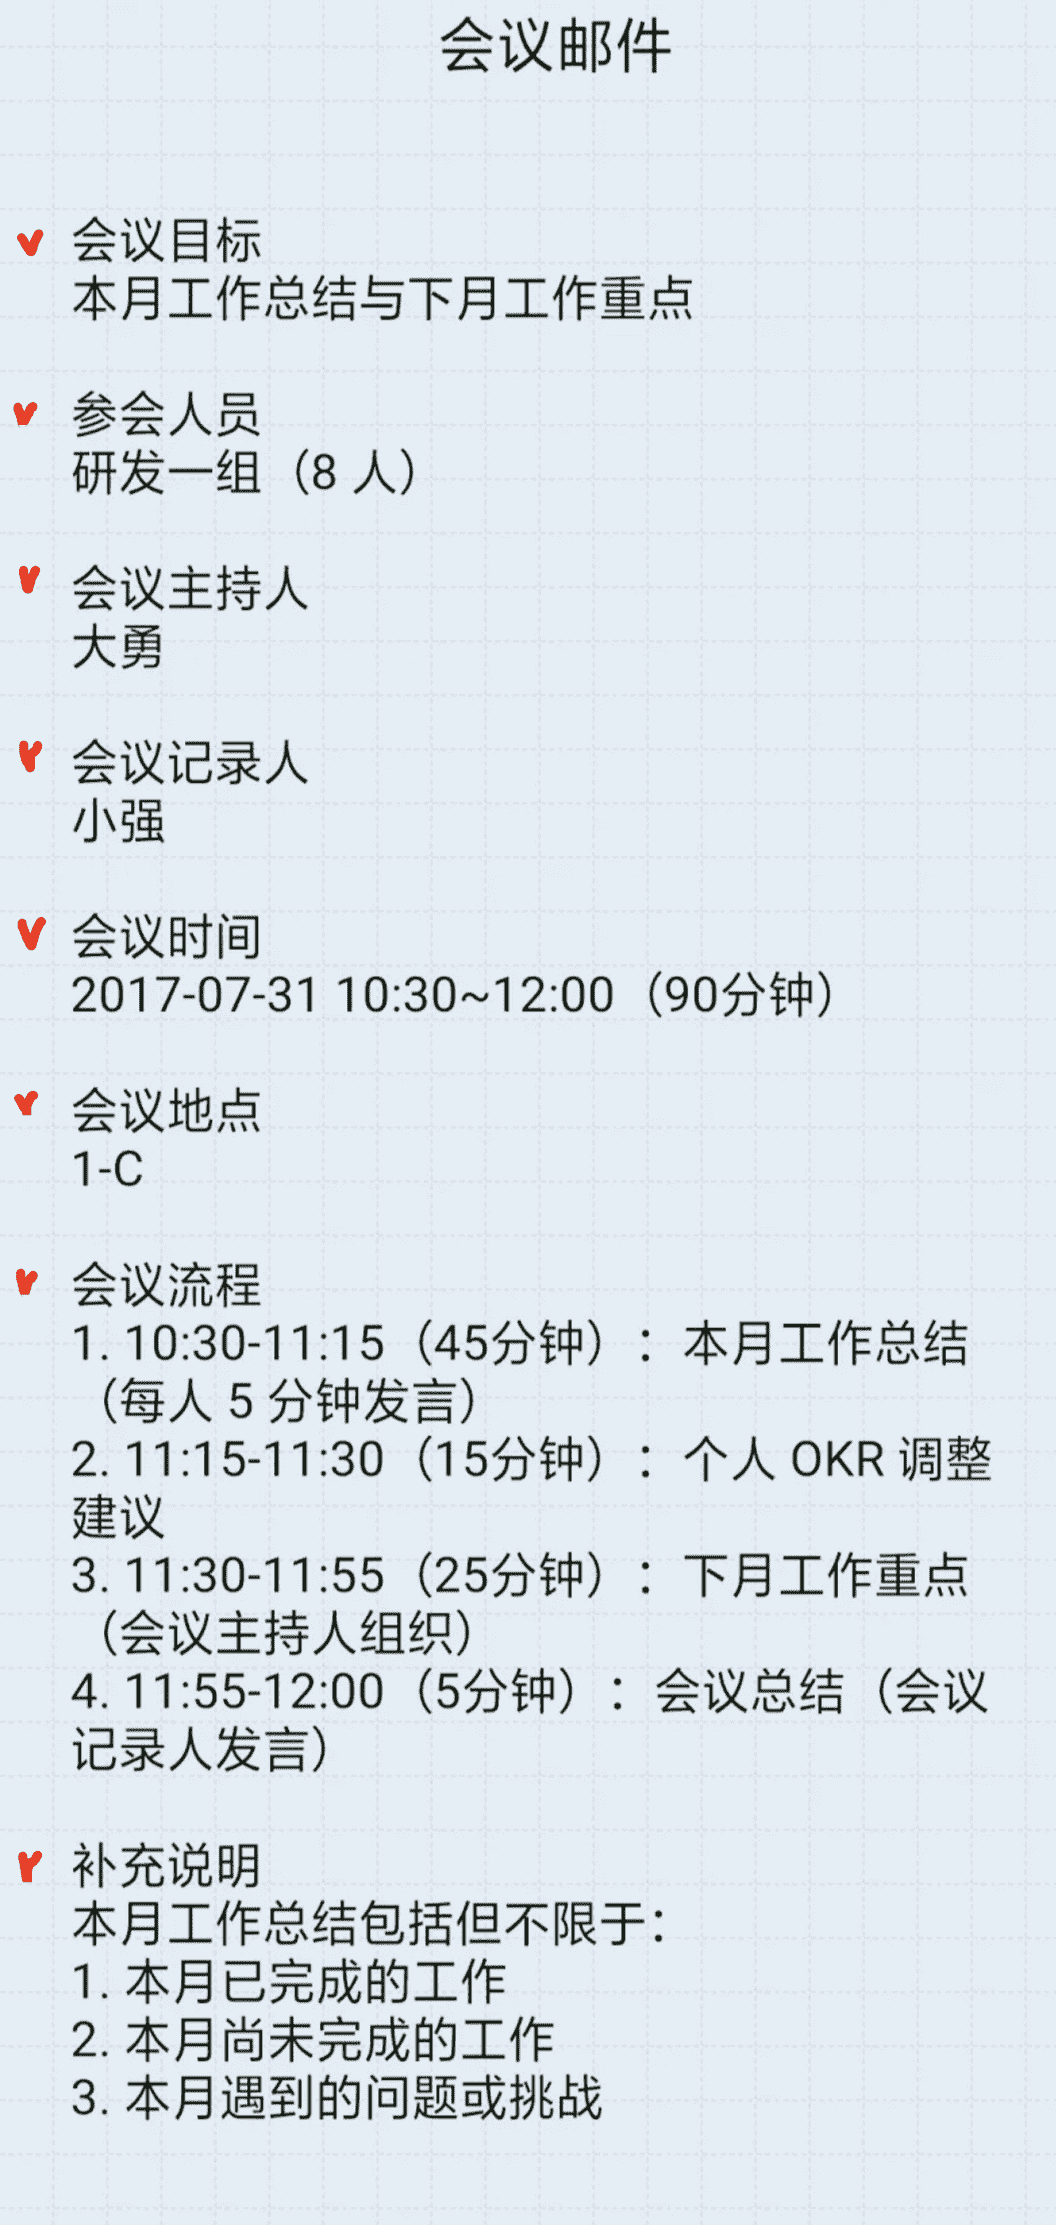 会议邮件
会议目标
本月工作总结与下月工作重点
参会人员
研发一组（8 人）
会议主持人
大勇
会议记录人
小强
会议时间
2017-07-31 10:30~12:00（90分钟）
会议地点
1-C
会议流程
1. 10:30-11:15（45分钟）：本月工作总结
（每人 5 分钟发言）
2. 11:15-11:30（15分钟）：个人 OKR 调整
建议
3. 11:30-11:55（25分钟）：下月工作重点
（会议主持人组织）
4. 11:55-12:00（5分钟）：会议总结（会议
记录人发言）
补充说明
本月工作总结包括但不限于：
1. 本月已完成的工作
2. 本月尚未完成的工作
3. 本月遇到的问题或挑战